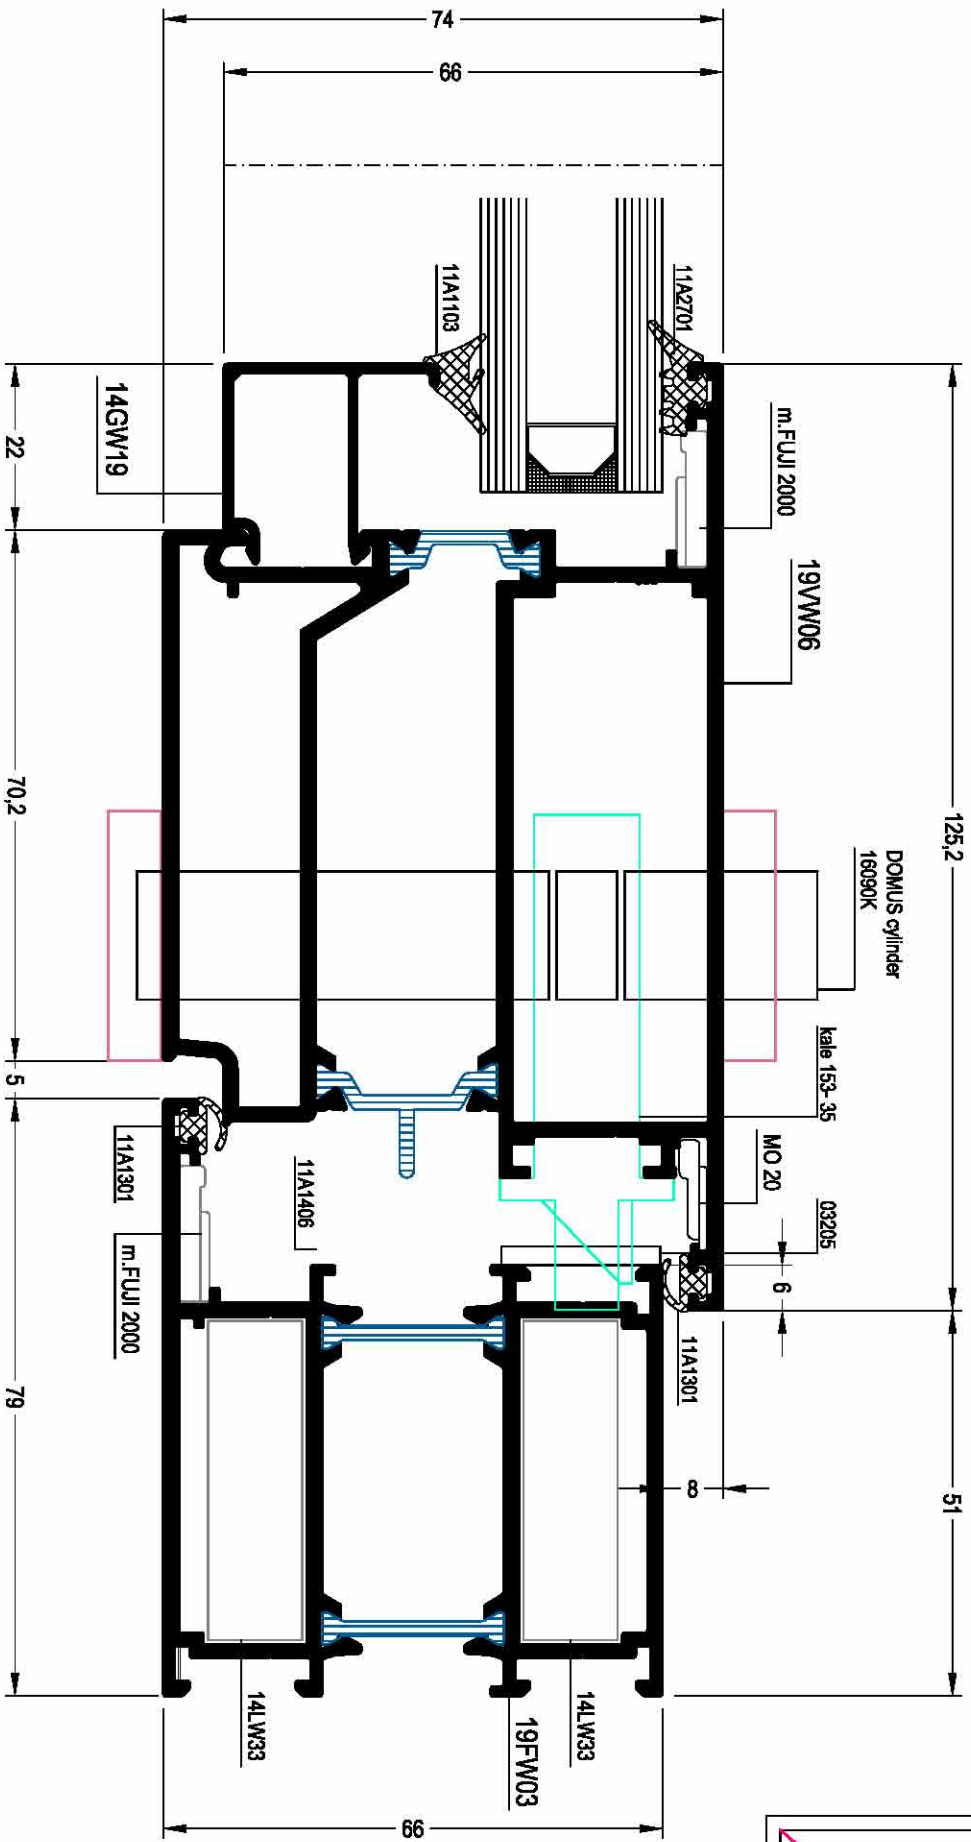 74
66
11A1103
11A2701
m.FUJI 2000
14GW19
22
19VW06
125,2
70,2
DOMUS cylinder
16090K
kale 153- 35
5
11A1301
11A1406
MO 20
03205
6
m.FUJI 2000
11A1301
79
8
51
14LW33
14LW33
19FW03
66